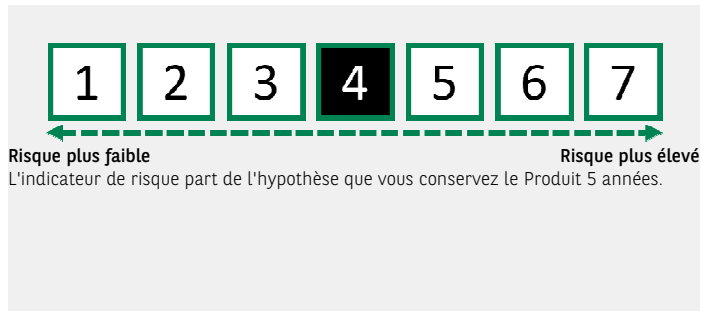 1 2 3 4 5 6 7
Risque plus faible Risque plus élevé
L'indicateur de risque part de l'hypothèse que vous conservez le Produit 5 années.